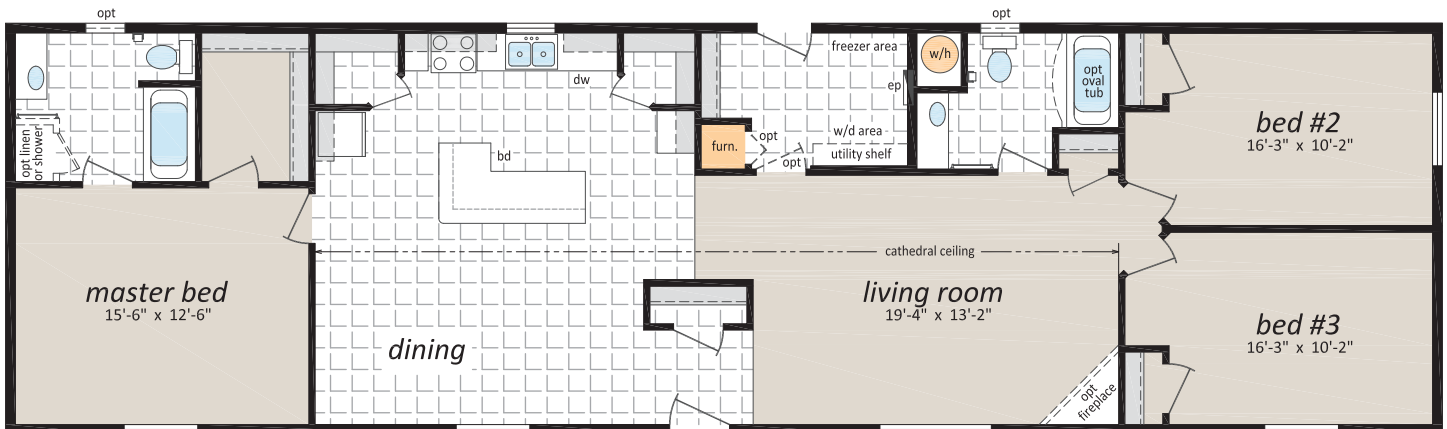 opt
opt
freezer area
w/h
dw
ep
opt
oval
tub
bed #2
16'-3" x 10'-2"
opt linen
or shower
bd
furn.
opt
opt
w/d area
utility shelf
cathedral ceiling
master bed
15'-6" x 12'-6"
living room
19'-4" x 13'-2"
dining
bed #3
16'-3" x 10'-2"
opt
fireplace